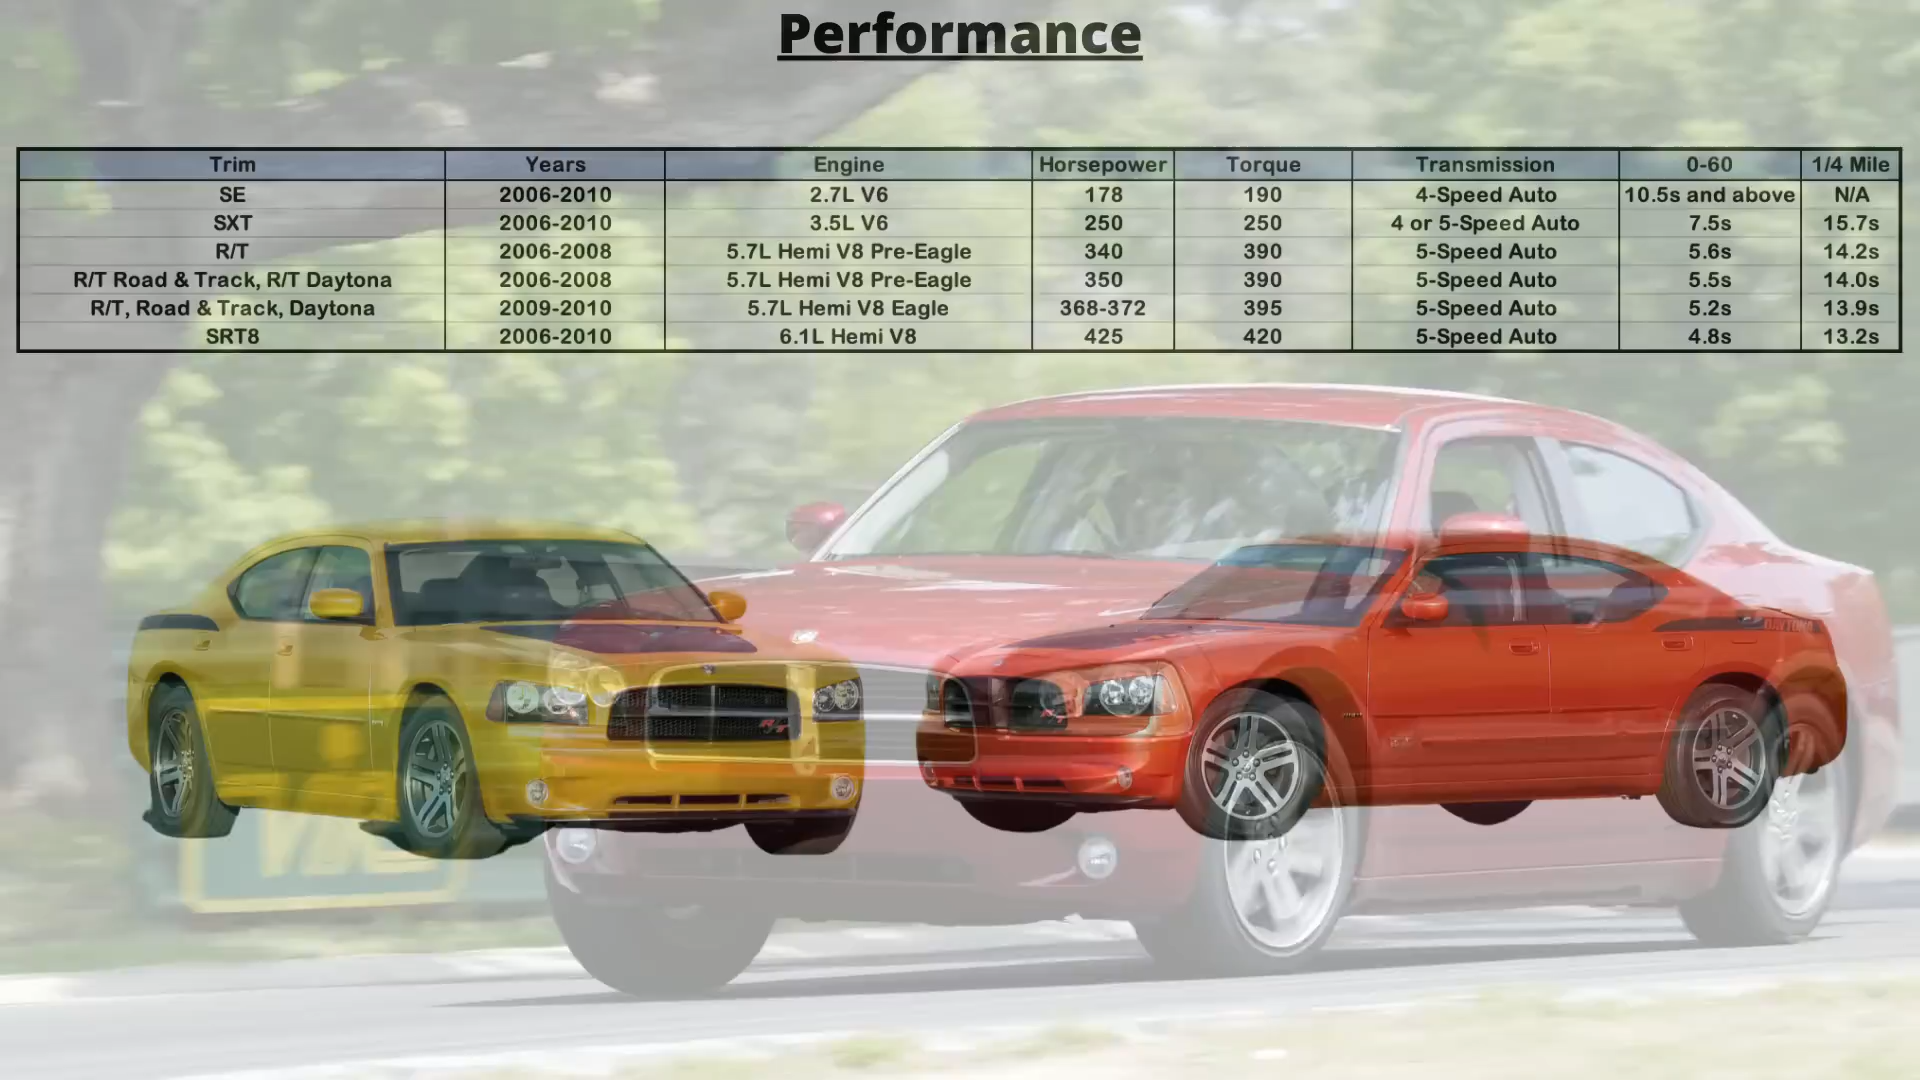 Performance
Trim Years Engine Horsepower Torque Transmission 0-60 1/4 Mile
SE 2006-2010 2.7L V6 178 190 4-Speed Auto 10.5s and above N/A
SXT 2006-2010 3.5L V6 250 250 4 or 5-Speed Auto 7.5s 15.7s
R/T 2006-2008 5.7L Hemi V8 Pre-Eagle 340 390 5-Speed Auto 5.6s 14.2s
R/T Road & Track, R/T Daytona 2006-2008 5.7L Hemi V8 Pre-Eagle 350 390 5-Speed Auto 5.5s 14.0s
R/T, Road & Track, Daytona 2009-2010 5.7L Hemi V8 Eagle 368-372 395 5-Speed Auto 5.2s 13.9s
SRT8 2006-2010 6.1L Hemi V8 425 420 5-Speed Auto 4.8s 13.2s
DAYTONA
R/T
R/T